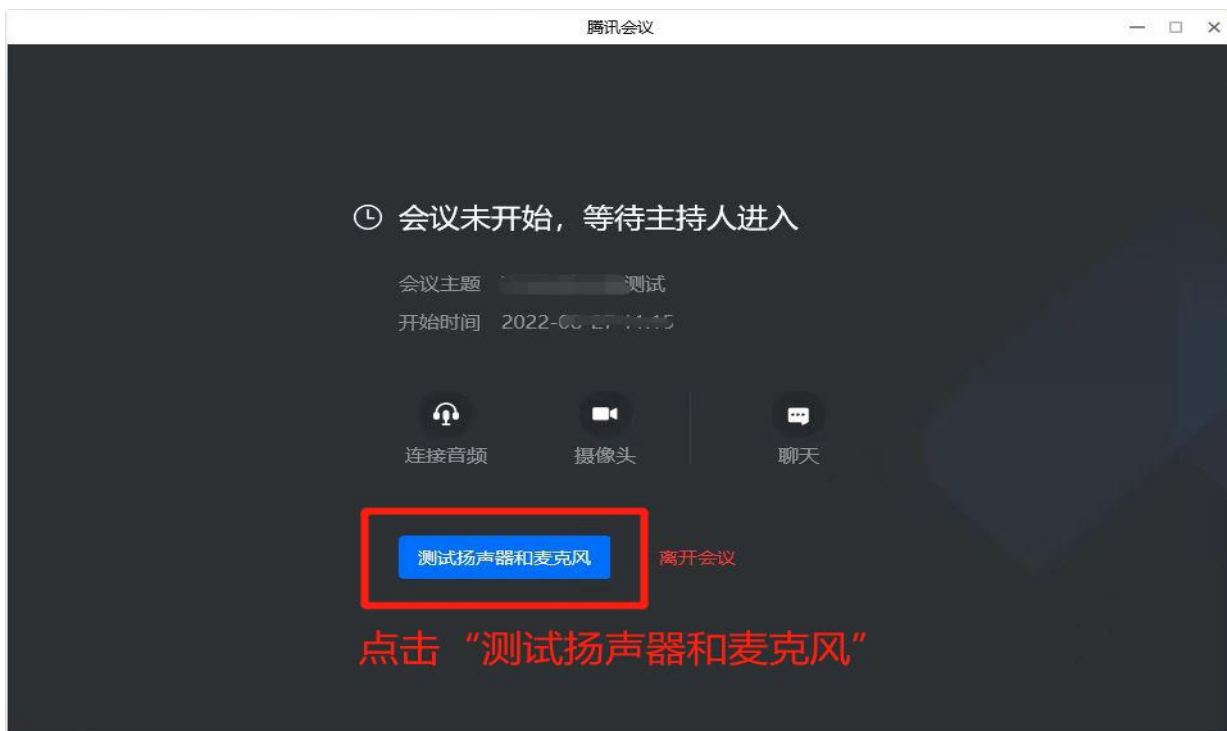 腾讯会议
会议未开始，等待主持人进入
会议主题 测试
开始时间 2022-
连接音频 摄像头 聊天
测试扬声器和麦克风 离开会议
点击“测试扬声器和麦克风”